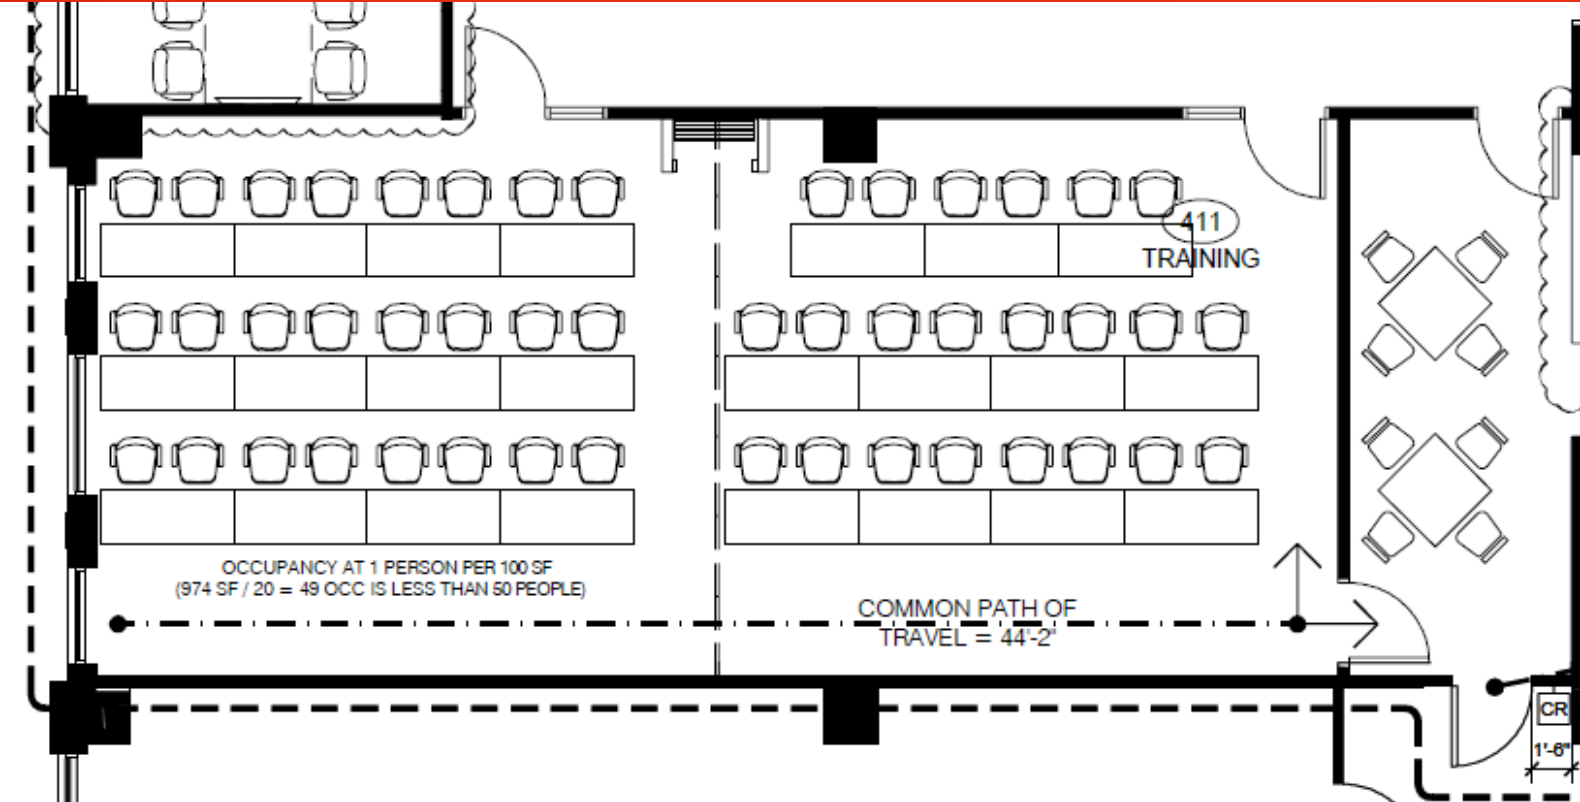 411
TRAINING
OCCUPANCY AT 1 PERSON PER 100 SF
(974 SF / 20 = 49 OCC IS LESS THAN 50 PEOPLE)
COMMON PATH OF
TRAVEL = 44'-2"
CR
1'-6"